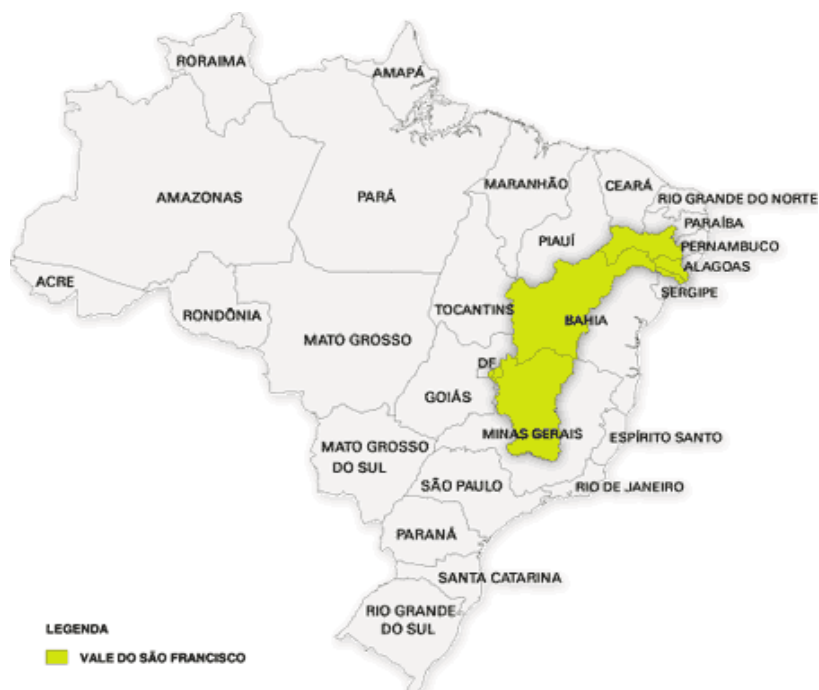 RORAIMA
AMAPÁ
AMAZONAS
PARÁ
MARANHÃO
CEARÁ
RIO GRANDE DO NORTE
PARAÍBA
PIAUÍ
PERNAMBUCO
ALAGOAS
ACRE
SERGIPE
RONDÔNIA
TOCANTINS
BAHIA
MATO GROSSO
DF
GOIÁS
MINAS GERAIS
ESPÍRITO SANTO
MATO GROSSO
DO SUL
SÃO PAULO
RIO DE JANEIRO
PARANÁ
SANTA CATARINA
RIO GRANDE
DO SUL
LEGENDA
VALE DO SÃO FRANCISCO